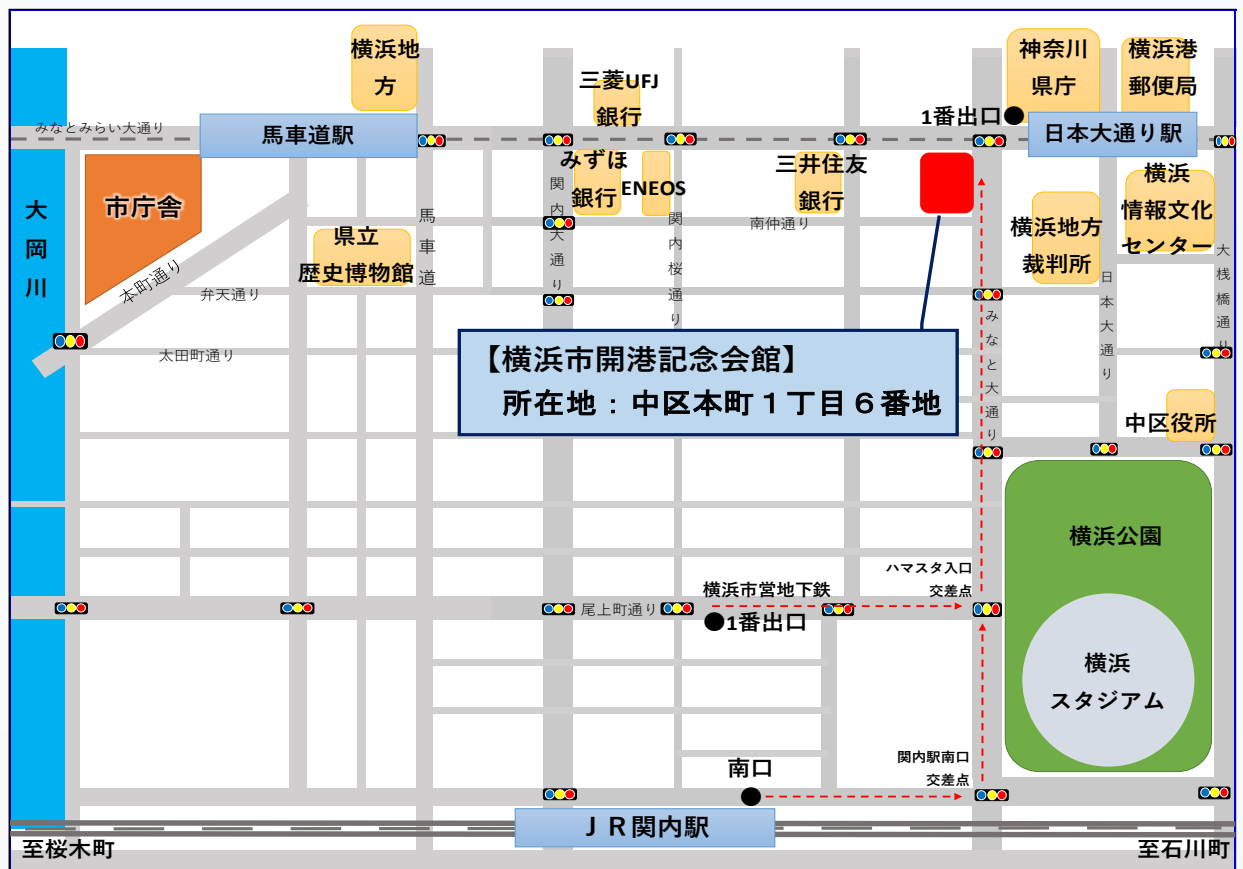 横浜地
方
神奈川
県庁
横浜港
郵便局
三菱UFJ
銀行
1番出口
みなとみらい大通り
馬車道駅
日本大通り駅
市庁舎
みずほ
銀行
ENEOS
三井住友
銀行
横浜
情報文化
センター
大岡川
馬車道
関内大通り
関内桜通り
南仲通り
横浜地方
裁判所
県立
歴史博物館
本町通り
弁天通り
太田町通り
日本大通り
大桟橋通り
みなと大通り
【横浜市開港記念会館】
所在地:中区本町1丁目6番地
中区役所
横浜公園
ハマスタ入口
交差点
横浜市営地下鉄
尾上町通り
1番出口
横浜
スタジアム
関内駅南口
交差点
南口
JR関内駅
至桜木町
至石川町